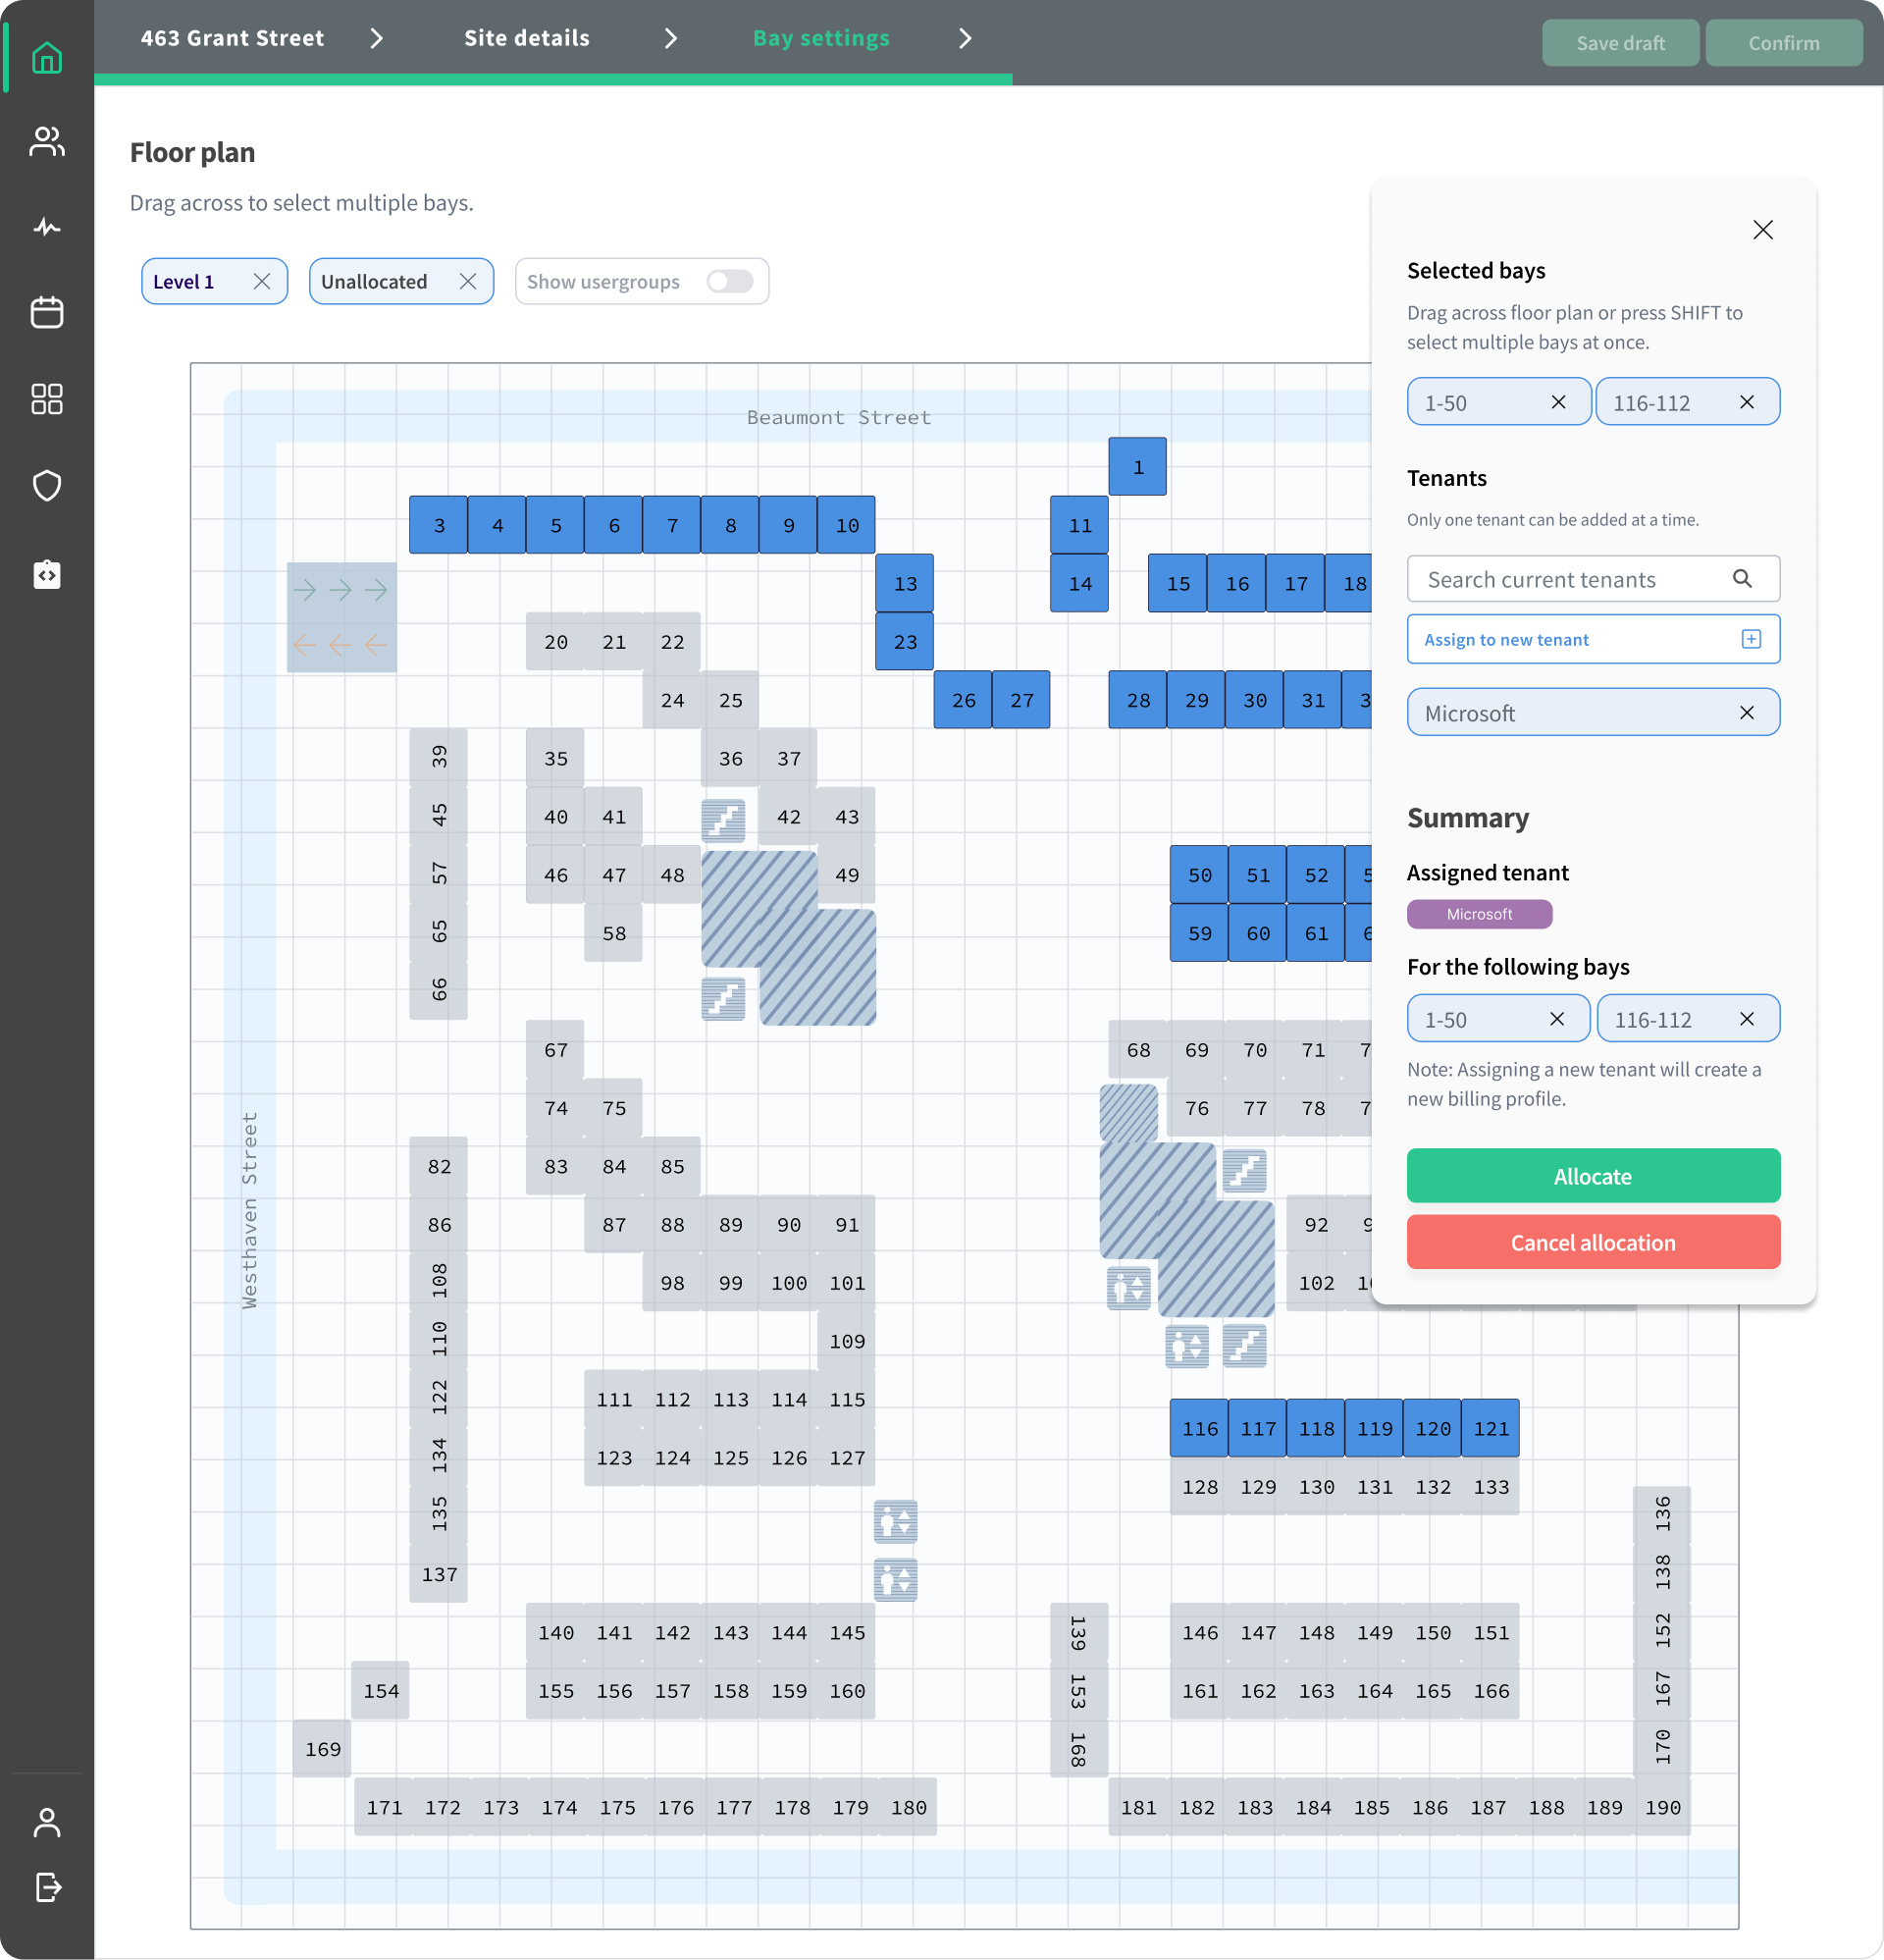 463 Grant Street
Site details
Bay settings
Save draft
Confirm
Floor plan
Drag across to select multiple bays.
Level 1
Unallocated
Show usergroups
Beaumont Street
Westhaven Street
1
3 4 5 6 7 8 9 10
11
13
14
15 16 17 18
20 21 22
23
24 25
26 27
28 29 30 31
39
35
36 37
45
40 41
42 43
57
46 47 48
49
50 51 52
65
58
59 60 61
66
67
68 69 70 71
74 75
76 77 78
82
83 84 85
86
87 88 89 90 91
92
108
98 99 100 101
102
110
109
122
111 112 113 114 115
116 117 118 119 120 121
134
123 124 125 126 127
128 129 130 131 132 133
135
136
137
138
140 141 142 143 144 145
139
146 147 148 149 150 151
152
154
155 156 157 158 159 160
153
161 162 163 164 165 166
167
169
168
170
171 172 173 174 175 176 177 178 179 180
181 182 183 184 185 186 187 188 189 190
Selected bays
Drag across floor plan or press SHIFT to
select multiple bays at once.
1-50
116-112
Tenants
Only one tenant can be added at a time.
Search current tenants
Assign to new tenant
Microsoft
Summary
Assigned tenant
Microsoft
For the following bays
1-50
116-112
Note: Assigning a new tenant will create a
new billing profile.
Allocate
Cancel allocation